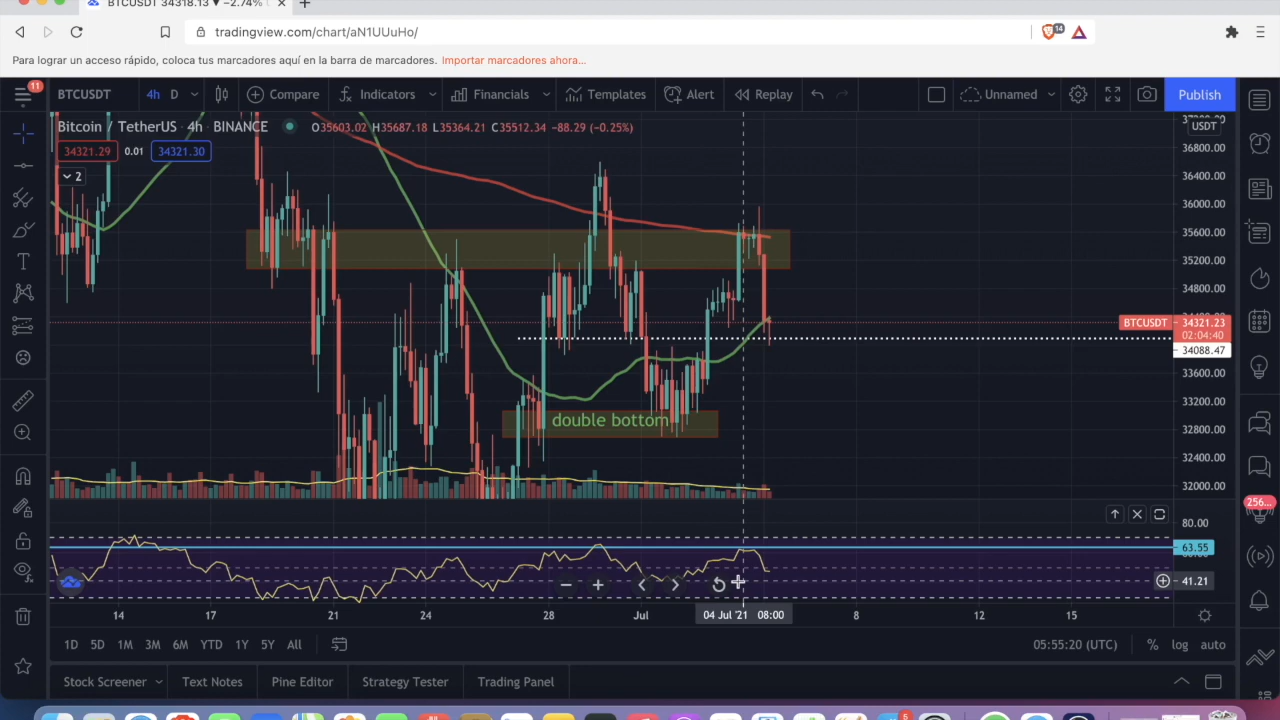 BTCUSDT 34318.13 ▼ −2.74%
14
tradingview.com/chart/aN1UUuHo/
Para lograr un acceso rápido, coloca tus marcadores aquí en la barra de marcadores. Importar marcadores ahora...
11
BTCUSDT 4h D Compare Indicators Financials Templates Alert Replay Unnamed Publish
Bitcoin / TetherUS · 4h · BINANCE O35603.02 H35687.18 L35364.21 C35512.34 −88.29 (−0.25%)
USDT
34321.29 0.01 34321.30
2
36800.00
36400.00
36000.00
35600.00
35200.00
34800.00
BTCUSDT 34321.23
02:04:40
34088.47
33600.00
33200.00
double bottom
32800.00
32400.00
32000.00
256...
80.00
63.55
41.21
14 17 21 24 28 Jul 04 Jul '21 08:00 8 12 15
1D 5D 1M 3M 6M YTD 1Y 5Y All 05:55:20 (UTC) % log auto
Stock Screener Text Notes Pine Editor Strategy Tester Trading Panel
5